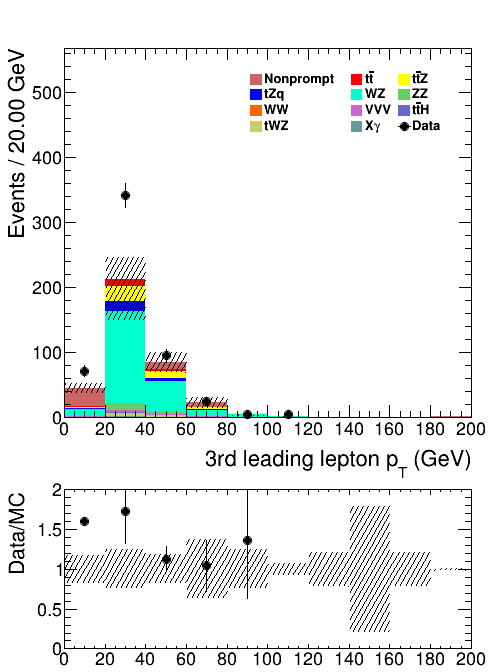 Events / 20.00 GeV
500
400
300
200
100
0
Nonprompt tt̄ tt̄Z
tZq WZ ZZ
WW VVV tt̄H
tWZ Xγ Data
0 20 40 60 80 100 120 140 160 180 200
3rd leading lepton p_T (GeV)
Data/MC
2
1.5
1
0.5
0
0 20 40 60 80 100 120 140 160 180 200